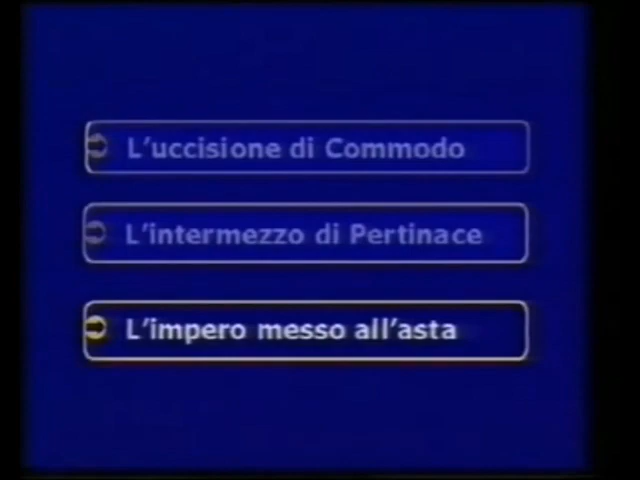 L'uccisione di Commodo
L'intermezzo di Pertinace
L'impero messo all'asta